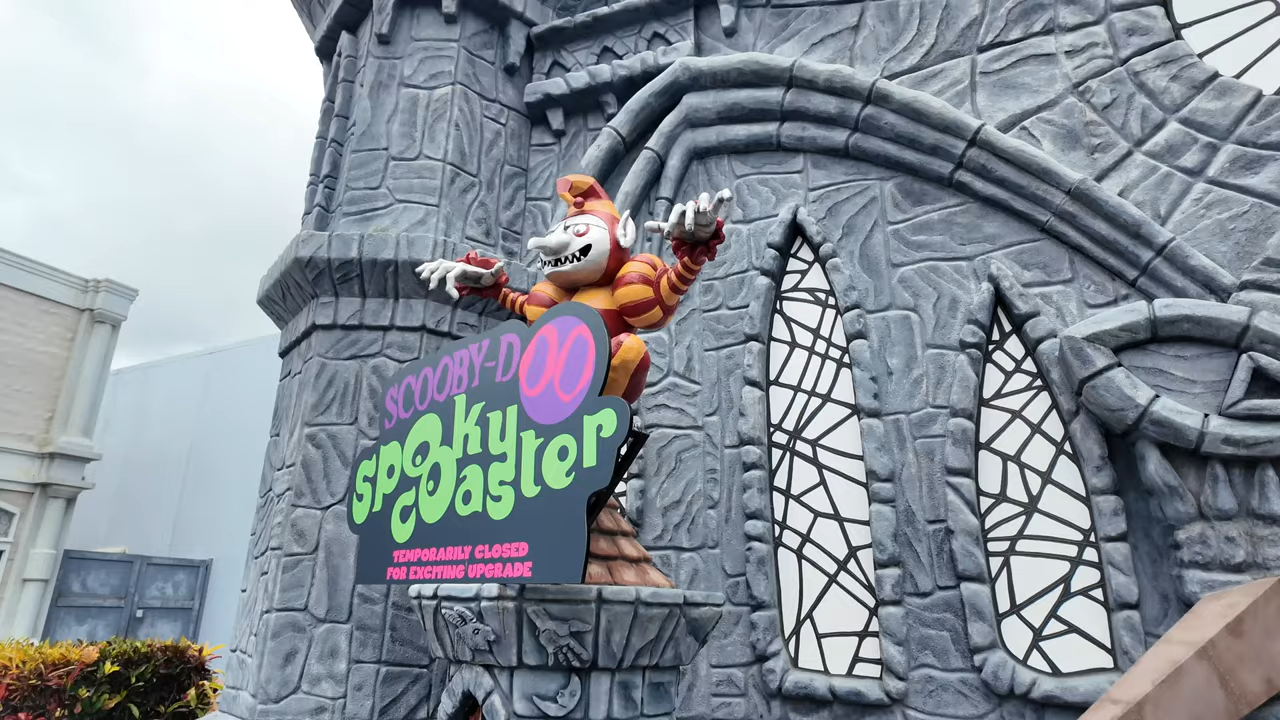 SCOOBY-DOO
spooky
coaster
TEMPORARILY CLOSED
FOR EXCITING UPGRADE